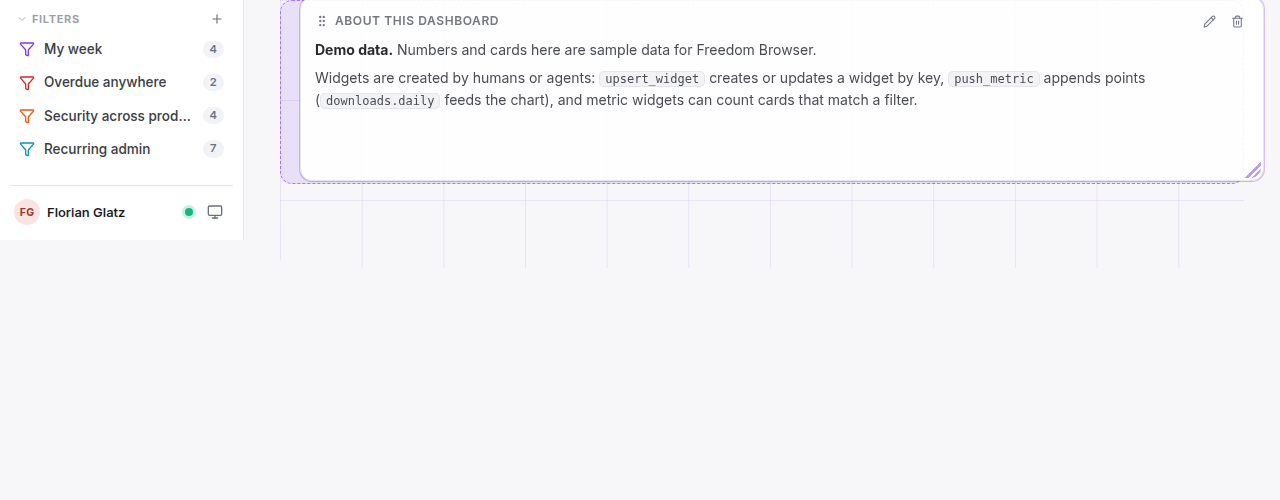 FILTERS
My week 4
Overdue anywhere 2
Security across prod... 4
Recurring admin 7
FG Florian Glatz
ABOUT THIS DASHBOARD
Demo data. Numbers and cards here are sample data for Freedom Browser.
Widgets are created by humans or agents: upsert_widget creates or updates a widget by key, push_metric appends points
(downloads.daily feeds the chart), and metric widgets can count cards that match a filter.